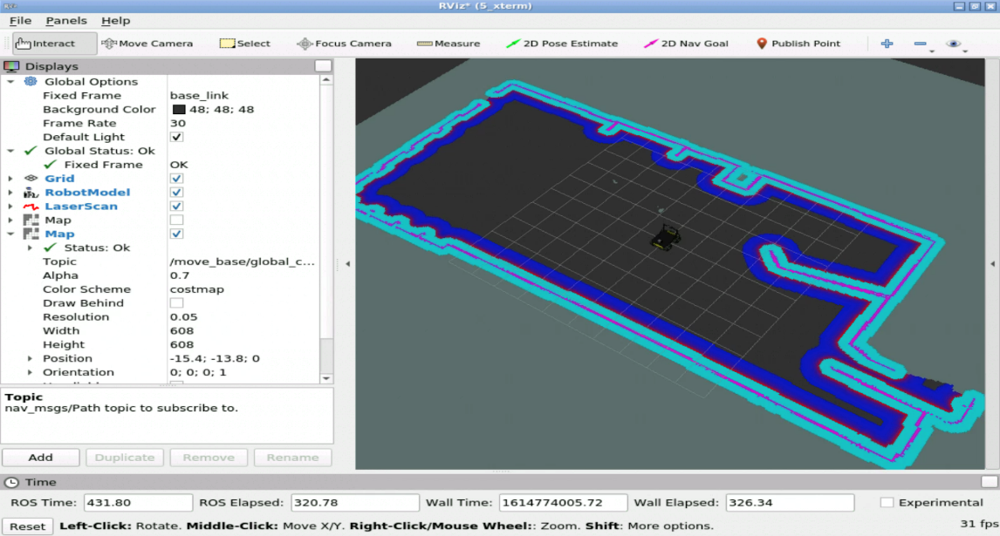 RViz* (5_xterm)
File Panels Help
Interact Move Camera Select Focus Camera Measure 2D Pose Estimate 2D Nav Goal Publish Point
Displays
Global Options
Fixed Frame base_link
Background Color 48; 48; 48
Frame Rate 30
Default Light
Global Status: Ok
Fixed Frame OK
Grid
RobotModel
LaserScan
Map
Map
Status: Ok
Topic /move_base/global_c...
Alpha 0.7
Color Scheme costmap
Draw Behind
Resolution 0.05
Width 608
Height 608
Position -15.4; -13.8; 0
Orientation 0; 0; 0; 1
Topic
nav_msgs/Path topic to subscribe to.
Add Duplicate Remove Rename
Time
ROS Time: 431.80 ROS Elapsed: 320.78 Wall Time: 1614774005.72 Wall Elapsed: 326.34 Experimental
Reset Left-Click: Rotate. Middle-Click: Move X/Y. Right-Click/Mouse Wheel:: Zoom. Shift: More options. 31 fps